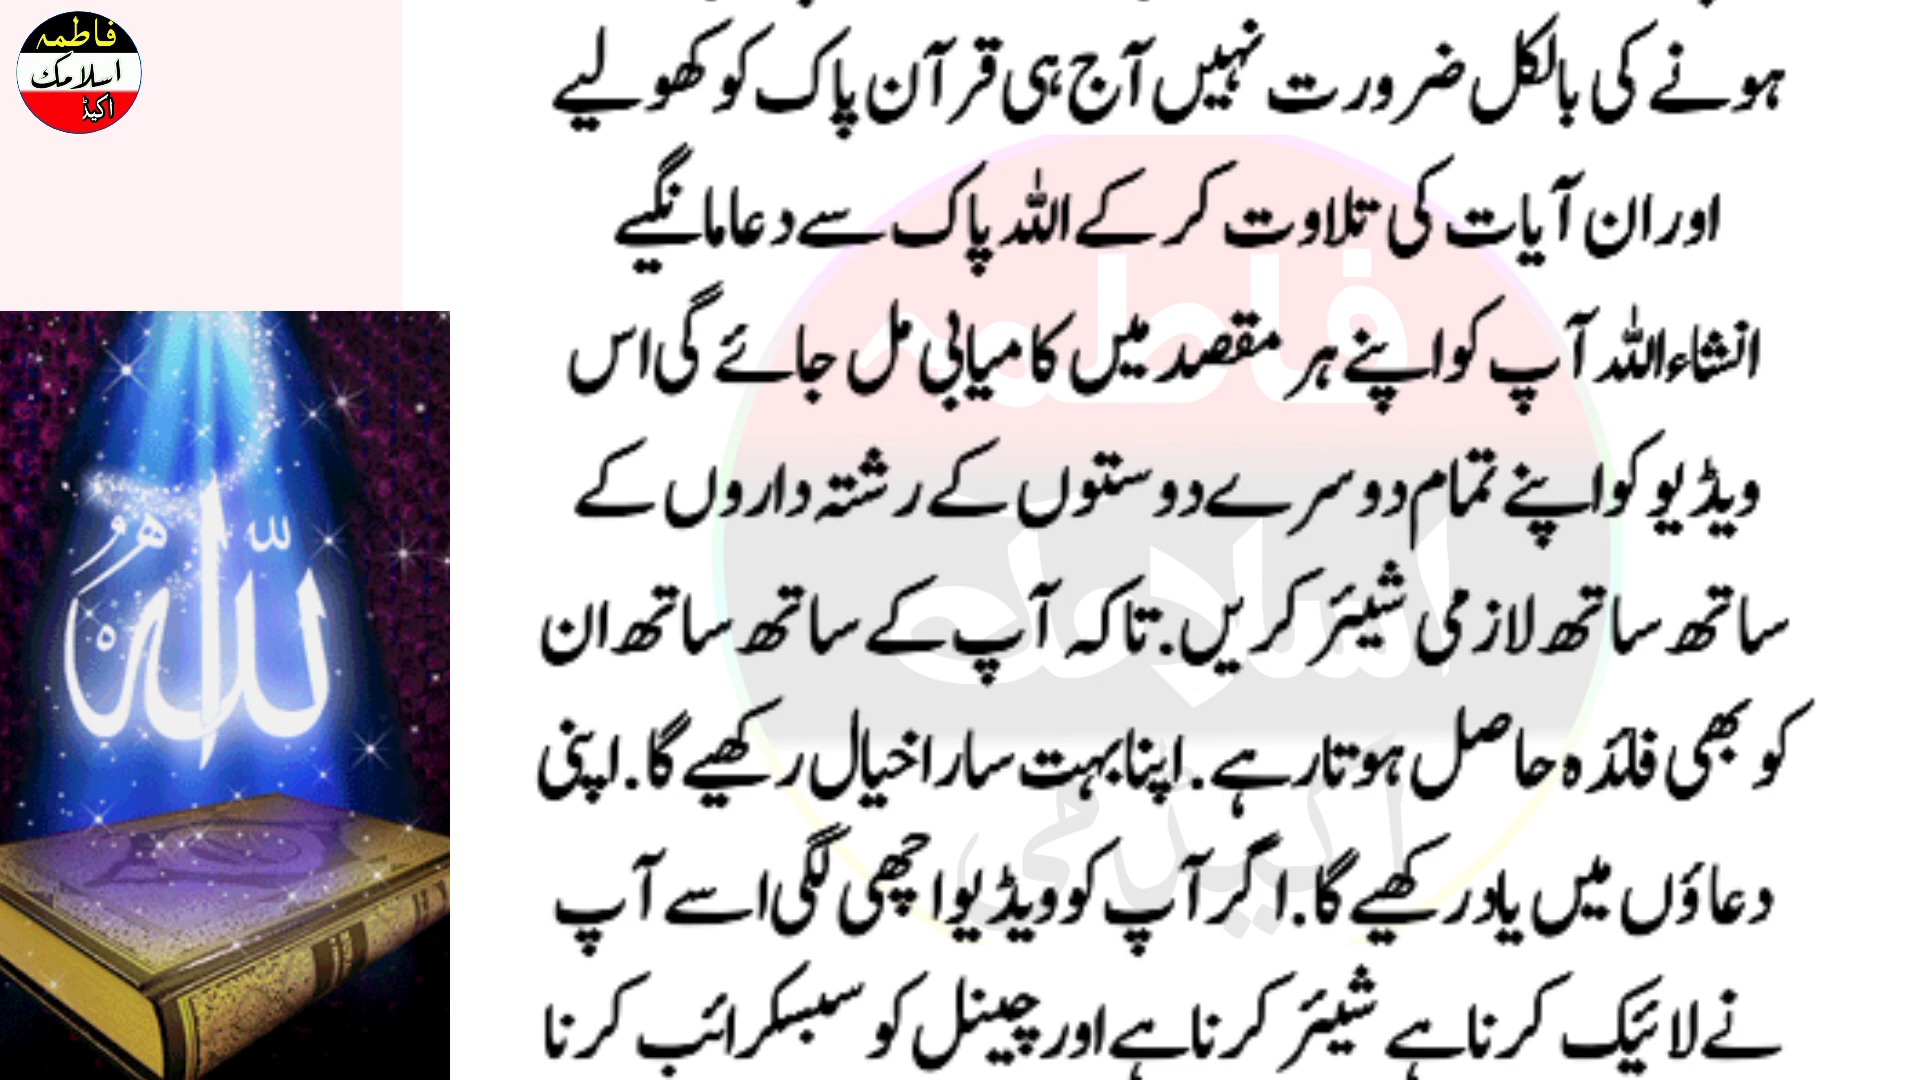 فاطمہ
اسلامک
اکیڈ
ہونے کی بالکل ضرورت نہیں آج ہی قرآن پاک کو کھولیے
اور ان آیات کی تلاوت کر کے اللہ پاک سے دعا مانگیے
انشاءاللہ آپ کو اپنے ہر مقصد میں کامیابی مل جائے گی اس
ویڈیو کو اپنے تمام دوسرے دوستوں کے رشتہ داروں کے
ساتھ ساتھ لازمی شیئر کریں. تاکہ آپ کے ساتھ ساتھ ان
کو بھی فائدہ حاصل ہوتا رہے. اپنا بہت سارا خیال رکھیے گا. اپنی
دعاؤں میں یاد رکھیے گا. اگر آپ کو ویڈیو اچھی لگی اسے آپ
نے لائیک کرنا ہے شیئر کرنا ہے اور چینل کو سبسکرائب کرنا
فاطمہ
اسلامک
اکیڈمی
اللہ